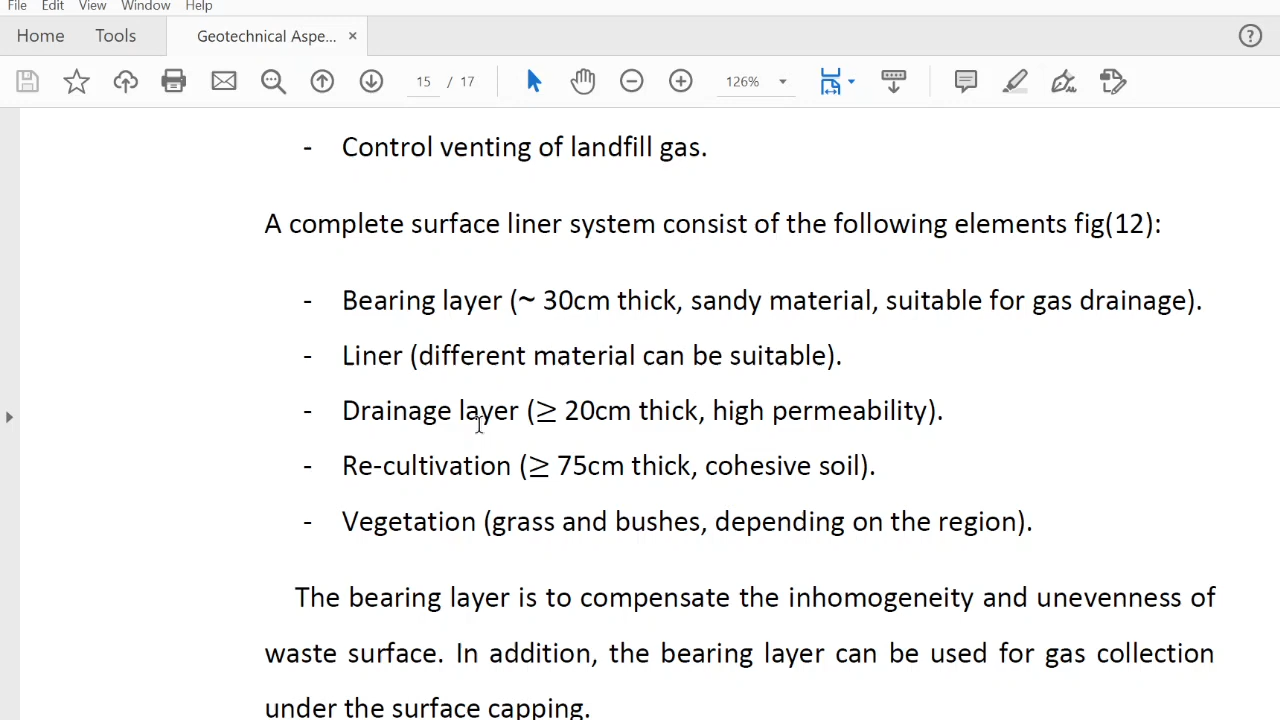 File Edit View Window Help
Home Tools Geotechnical Aspe... ×
15 / 17 126%
- Control venting of landfill gas.
A complete surface liner system consist of the following elements fig(12):
- Bearing layer (~ 30cm thick, sandy material, suitable for gas drainage).
- Liner (different material can be suitable).
- Drainage layer (≥ 20cm thick, high permeability).
- Re-cultivation (≥ 75cm thick, cohesive soil).
- Vegetation (grass and bushes, depending on the region).
The bearing layer is to compensate the inhomogeneity and unevenness of
waste surface. In addition, the bearing layer can be used for gas collection
under the surface capping.